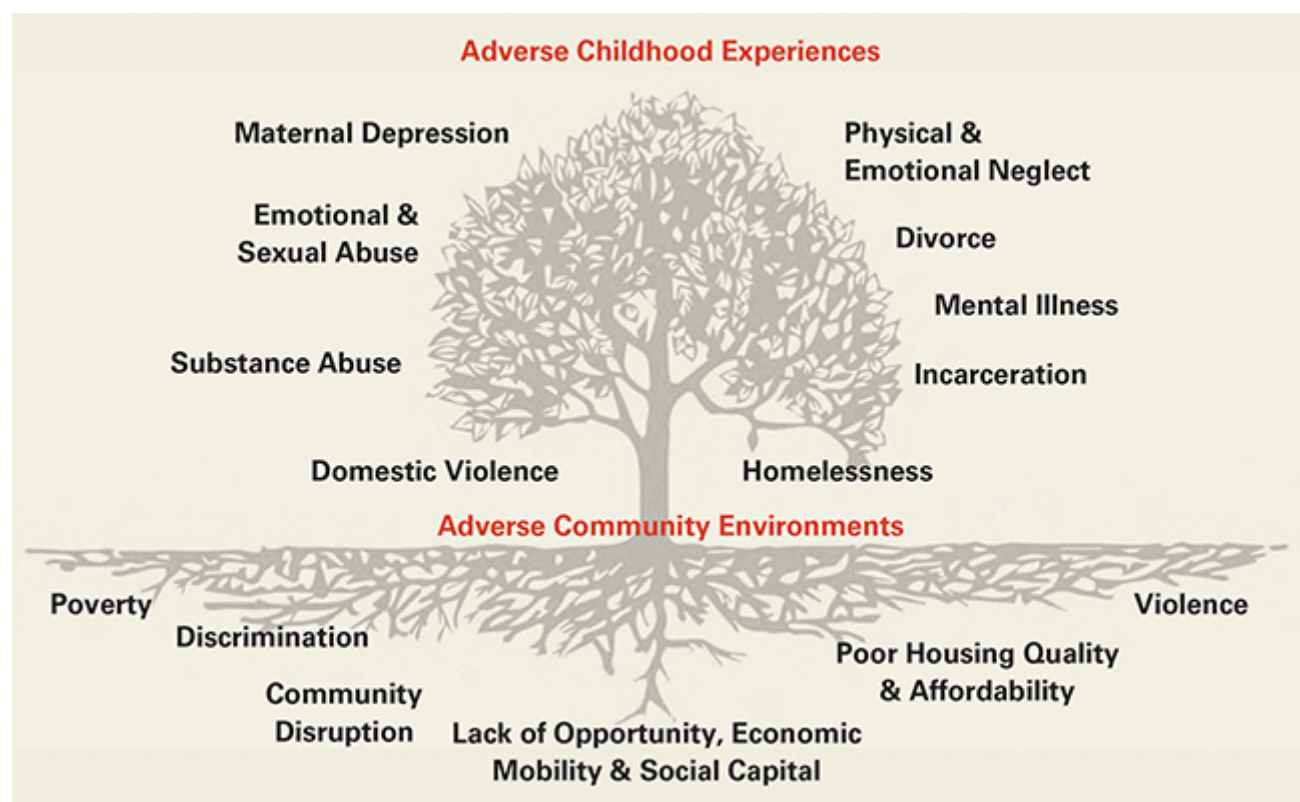 Adverse Childhood Experiences
Maternal Depression
Physical &
Emotional Neglect
Emotional &
Sexual Abuse
Divorce
Mental Illness
Substance Abuse
Incarceration
Domestic Violence
Homelessness
Adverse Community Environments
Poverty
Violence
Discrimination
Poor Housing Quality
& Affordability
Community
Disruption
Lack of Opportunity, Economic
Mobility & Social Capital